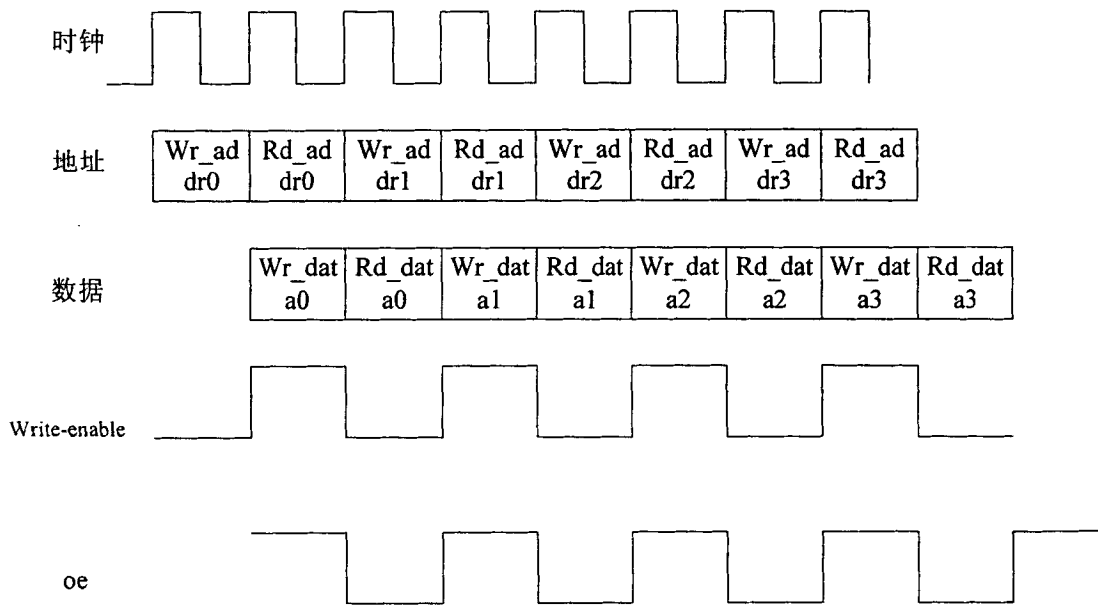 时钟
地址
Wr_ad Rd_ad Wr_ad Rd_ad Wr_ad Rd_ad Wr_ad Rd_ad
dr0 dr0 dr1 dr1 dr2 dr2 dr3 dr3
数据
Wr_dat Rd_dat Wr_dat Rd_dat Wr_dat Rd_dat Wr_dat Rd_dat
a0 a0 a1 a1 a2 a2 a3 a3
Write-enable
oe